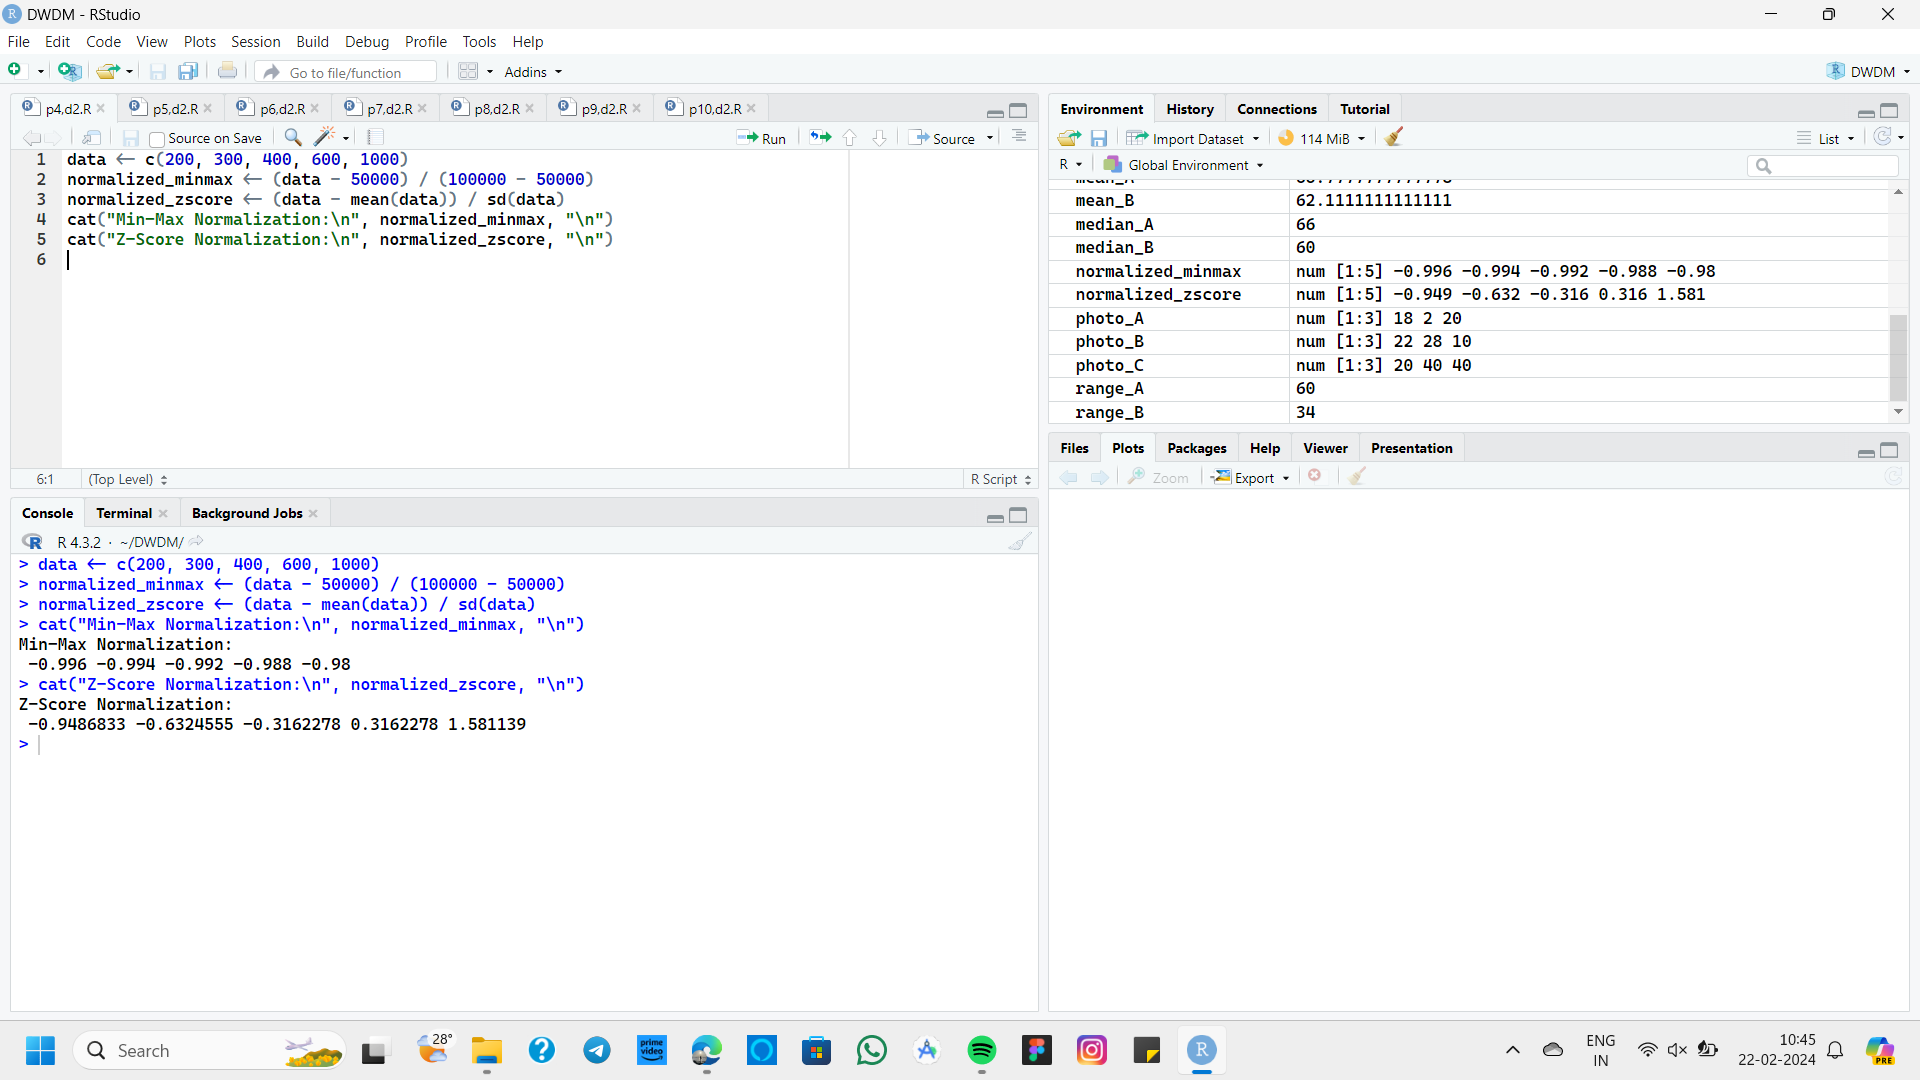 DWDM - RStudio
File Edit Code View Plots Session Build Debug Profile Tools Help
Go to file/function Addins DWDM
p4,d2.R p5,d2.R p6,d2.R p7,d2.R p8,d2.R p9,d2.R p10,d2.R
Source on Save Run Source
1 data <- c(200, 300, 400, 600, 1000)
2 normalized_minmax <- (data - 50000) / (100000 - 50000)
3 normalized_zscore <- (data - mean(data)) / sd(data)
4 cat("Min-Max Normalization:\n", normalized_minmax, "\n")
5 cat("Z-Score Normalization:\n", normalized_zscore, "\n")
6
6:1 (Top Level) R Script
Console Terminal Background Jobs
R 4.3.2 · ~/DWDM/
> data <- c(200, 300, 400, 600, 1000)
> normalized_minmax <- (data - 50000) / (100000 - 50000)
> normalized_zscore <- (data - mean(data)) / sd(data)
> cat("Min-Max Normalization:\n", normalized_minmax, "\n")
Min-Max Normalization:
-0.996 -0.994 -0.992 -0.988 -0.98
> cat("Z-Score Normalization:\n", normalized_zscore, "\n")
Z-Score Normalization:
-0.9486833 -0.6324555 -0.3162278 0.3162278 1.581139
>
Environment History Connections Tutorial
Import Dataset 114 MiB List
R Global Environment
mean_B 62.1111111111111
median_A 66
median_B 60
normalized_minmax num [1:5] -0.996 -0.994 -0.992 -0.988 -0.98
normalized_zscore num [1:5] -0.949 -0.632 -0.316 0.316 1.581
photo_A num [1:3] 18 2 20
photo_B num [1:3] 22 28 10
photo_C num [1:3] 20 40 40
range_A 60
range_B 34
Files Plots Packages Help Viewer Presentation
Zoom Export
Search 28° prime video R ENG IN 10:45 22-02-2024 PRE